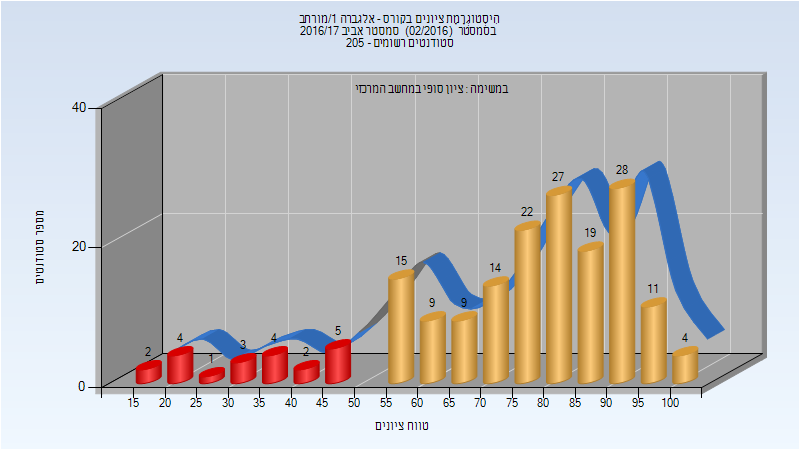 היסטוגרמת ציונים בקורס - אלגברה 1/מורחב
בסמסטר (02/2016) סמסטר אביב 2016/17
סטודנטים רשומים - 205
במשימה : ציון סופי במחשב המרכזי
מספר סטודנטים
40
20
0
2
4
1
3
4
2
5
15
9
9
14
22
27
19
28
11
4
15 20 25 30 35 40 45 50 55 60 65 70 75 80 85 90 95 100
טווח ציונים